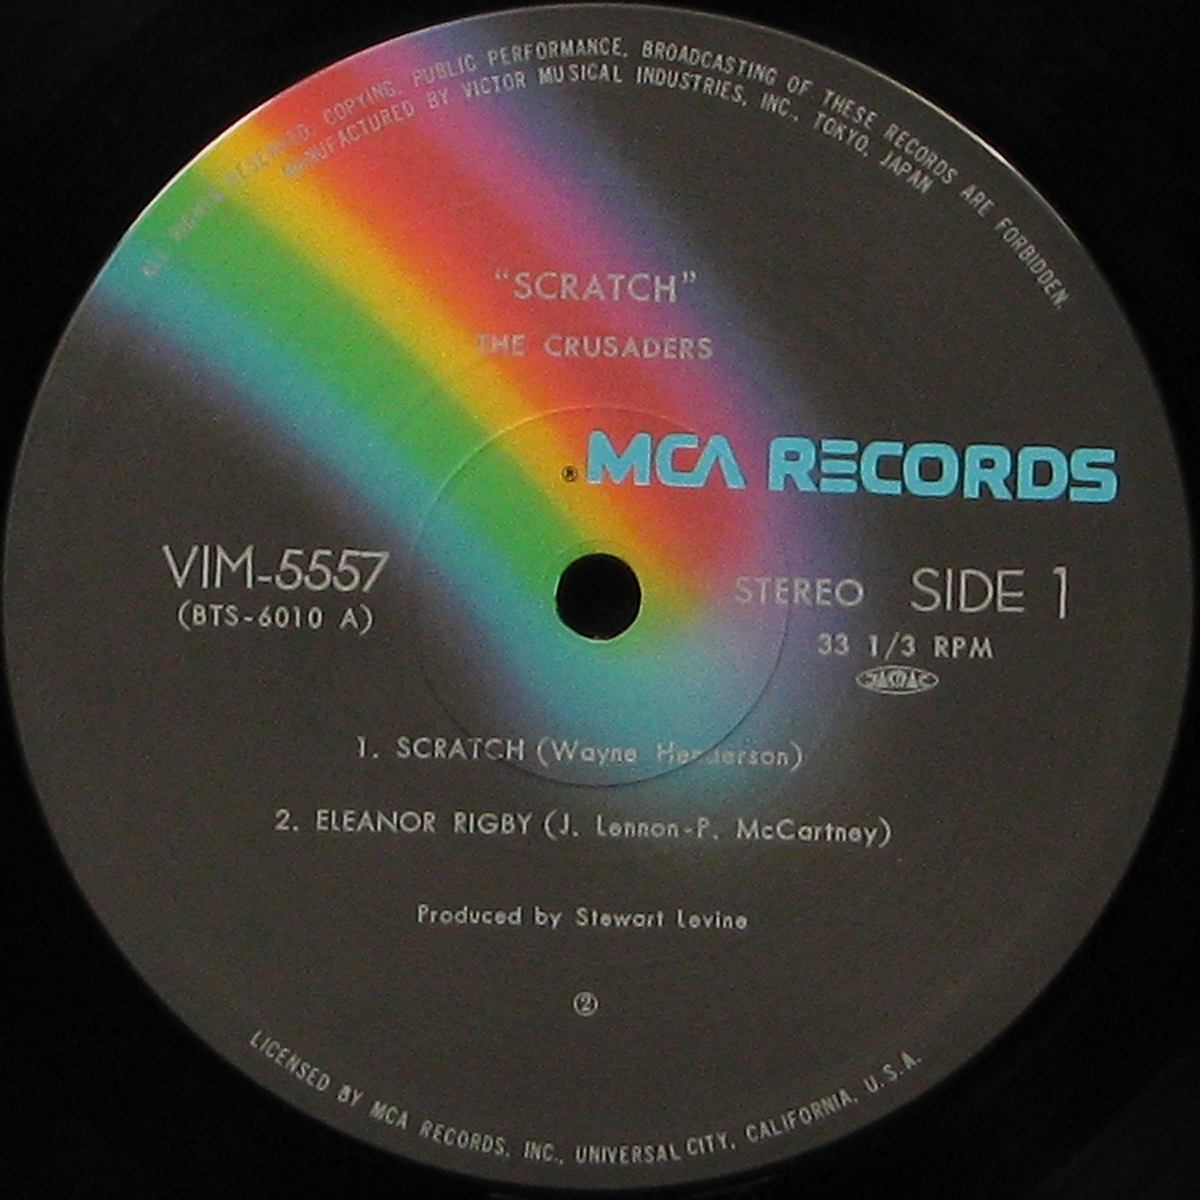 ALL RIGHTS RESERVED. COPYING, PUBLIC PERFORMANCE, BROADCASTING OF THESE RECORDS ARE FORBIDDEN.
MANUFACTURED BY VICTOR MUSICAL INDUSTRIES, INC., TOKYO, JAPAN
“SCRATCH”
THE CRUSADERS
® MCA RECORDS
VIM-5557
(BTS-6010 A)
STEREO SIDE 1
33 1/3 RPM
JASRAC
1. SCRATCH (Wayne Henderson)
2. ELEANOR RIGBY (J. Lennon-P. McCartney)
Produced by Stewart Levine
②
LICENSED BY MCA RECORDS, INC., UNIVERSAL CITY, CALIFORNIA, U.S.A.